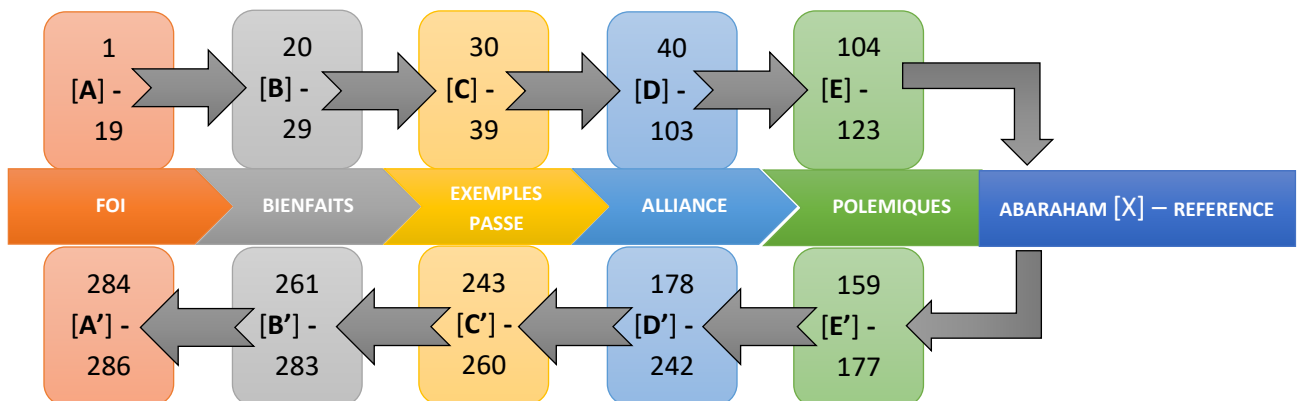 1
[A] -
19
20
[B] -
29
30
[C] -
39
40
[D] -
103
104
[E] -
123
FOI
BIENFAITS
EXEMPLES
PASSE
ALLIANCE
POLEMIQUES
ABARAHAM [X] – REFERENCE
284
[A’] -
286
261
[B’] -
283
243
[C’] -
260
178
[D’] -
242
159
[E’] -
177